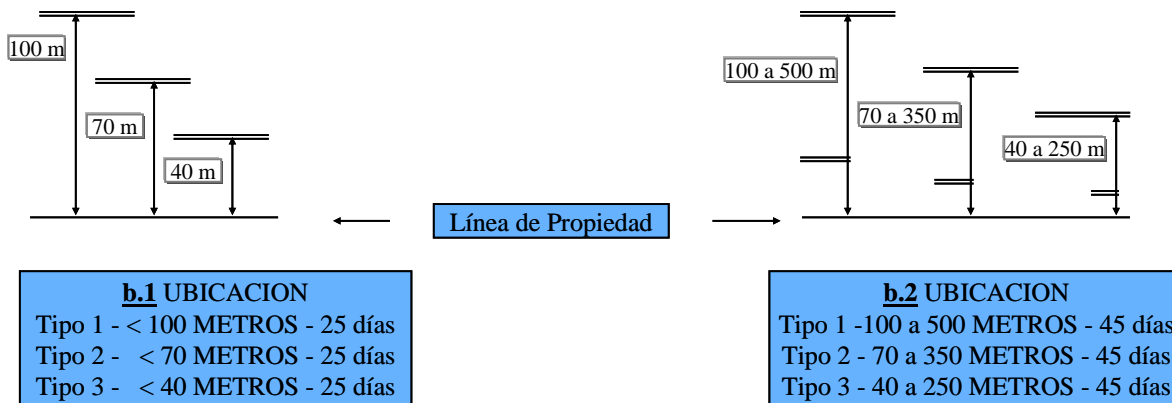 100 m
70 m
40 m
100 a 500 m
70 a 350 m
40 a 250 m
Línea de Propiedad
b.1 UBICACION
Tipo 1 - < 100 METROS - 25 días
Tipo 2 - < 70 METROS - 25 días
Tipo 3 - < 40 METROS - 25 días
b.2 UBICACION
Tipo 1 -100 a 500 METROS - 45 días
Tipo 2 - 70 a 350 METROS - 45 días
Tipo 3 - 40 a 250 METROS - 45 días